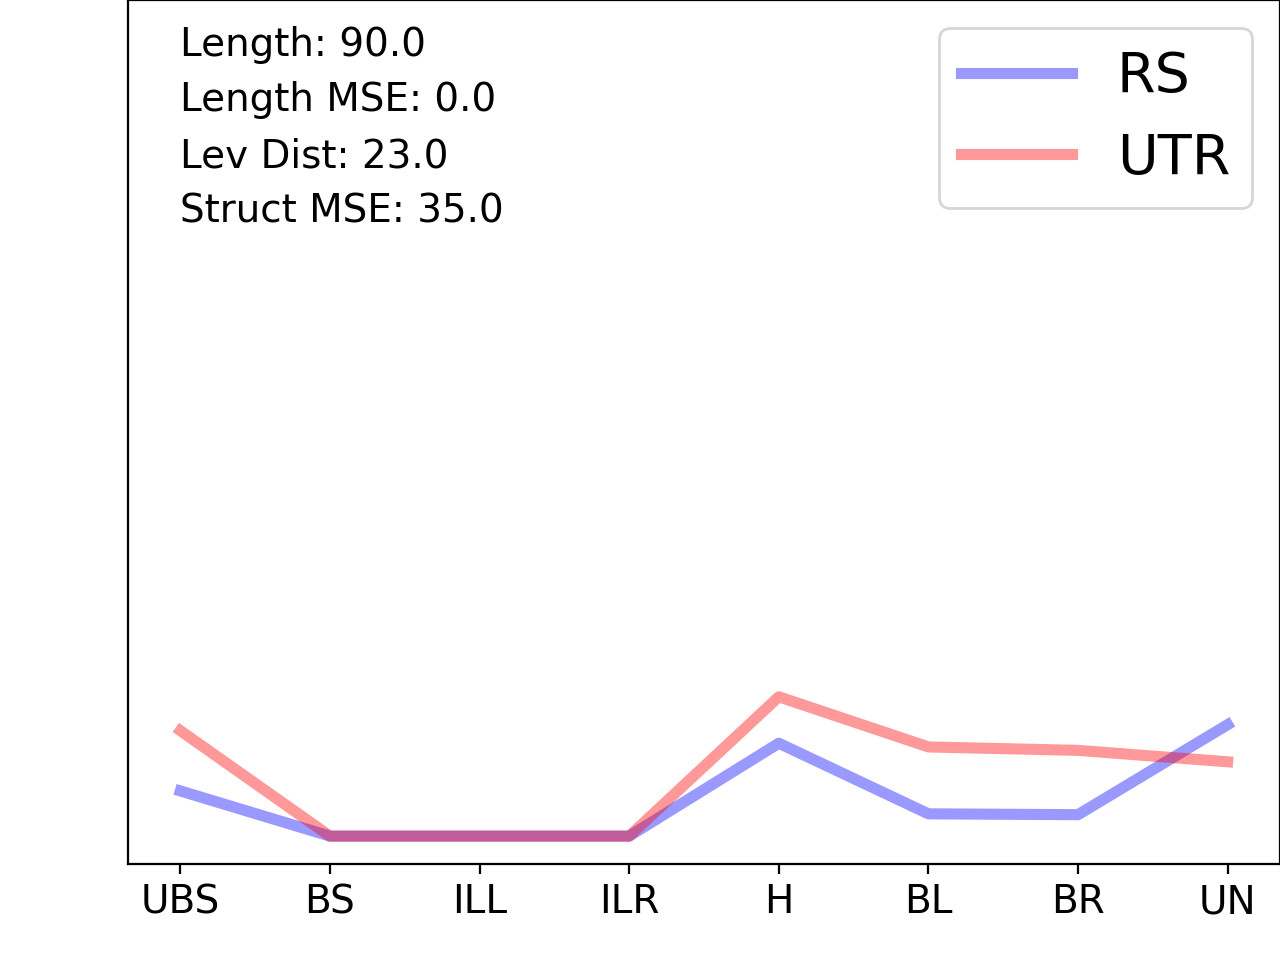 Length: 90.0
Length MSE: 0.0
Lev Dist: 23.0
Struct MSE: 35.0
RS
UTR
UBS BS ILL ILR H BL BR UN